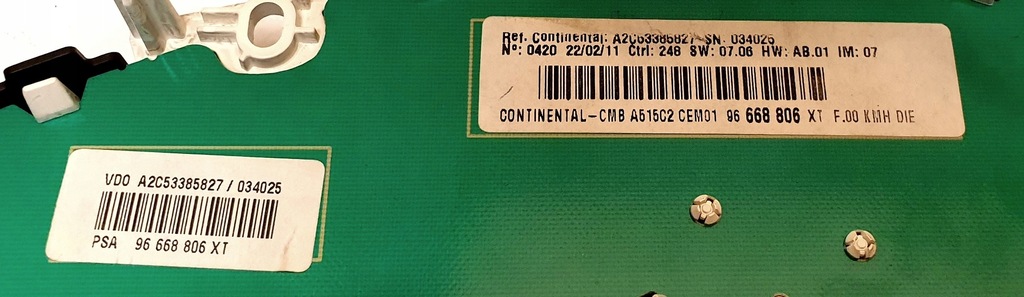 Ref. Continental: A2C53385827 SN: 034025
N°: 0420 22/02/11 Ctrl: 248 SW: 07.06 HW: AB.01 IM: 07
CONTINENTAL-CMB A515C2 CEM01 96 668 806 XT F.00 KMH DIE
VDO A2C53385827 / 034025
PSA 96 668 806 XT